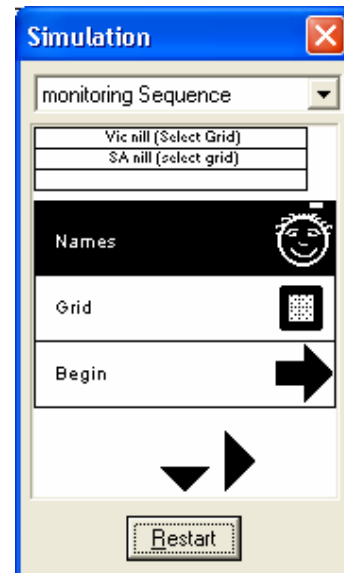 Simulation
monitoring Sequence
Vic nill (Select Grid)
SA nill (select grid)
Names
Grid
Begin
Restart